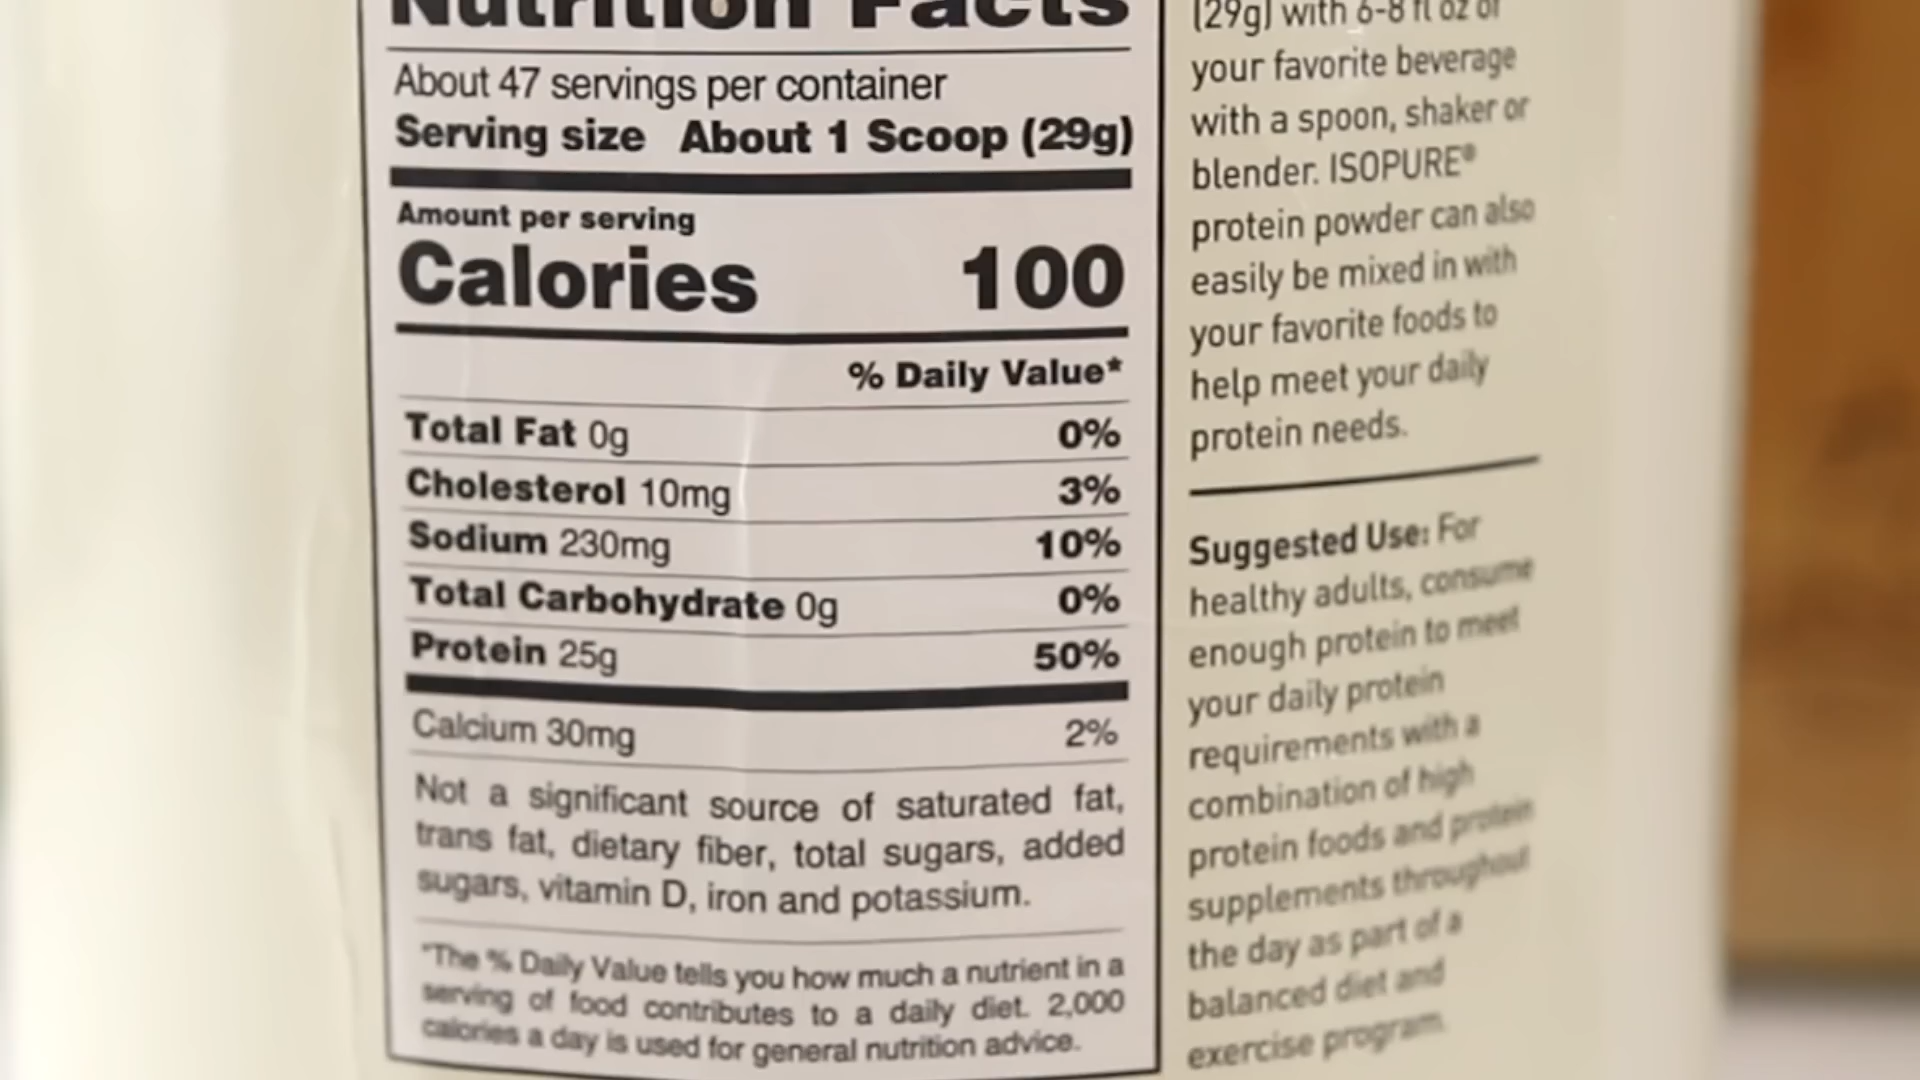 Nutrition Facts
About 47 servings per container
Serving size About 1 Scoop (29g)
Amount per serving
Calories 100
% Daily Value*
Total Fat 0g 0%
Cholesterol 10mg 3%
Sodium 230mg 10%
Total Carbohydrate 0g 0%
Protein 25g 50%
Calcium 30mg 2%
Not a significant source of saturated fat,
trans fat, dietary fiber, total sugars, added
sugars, vitamin D, iron and potassium.
*The % Daily Value tells you how much a nutrient in a
serving of food contributes to a daily diet. 2,000
calories a day is used for general nutrition advice.
(29g) with 6-8 fl oz of
your favorite beverage
with a spoon, shaker or
blender. ISOPURE®
protein powder can also
easily be mixed in with
your favorite foods to
help meet your daily
protein needs.
Suggested Use: For
healthy adults, consume
enough protein to meet
your daily protein
requirements with a
combination of high
protein foods and protein
supplements throughout
the day as part of a
balanced diet and
exercise program.